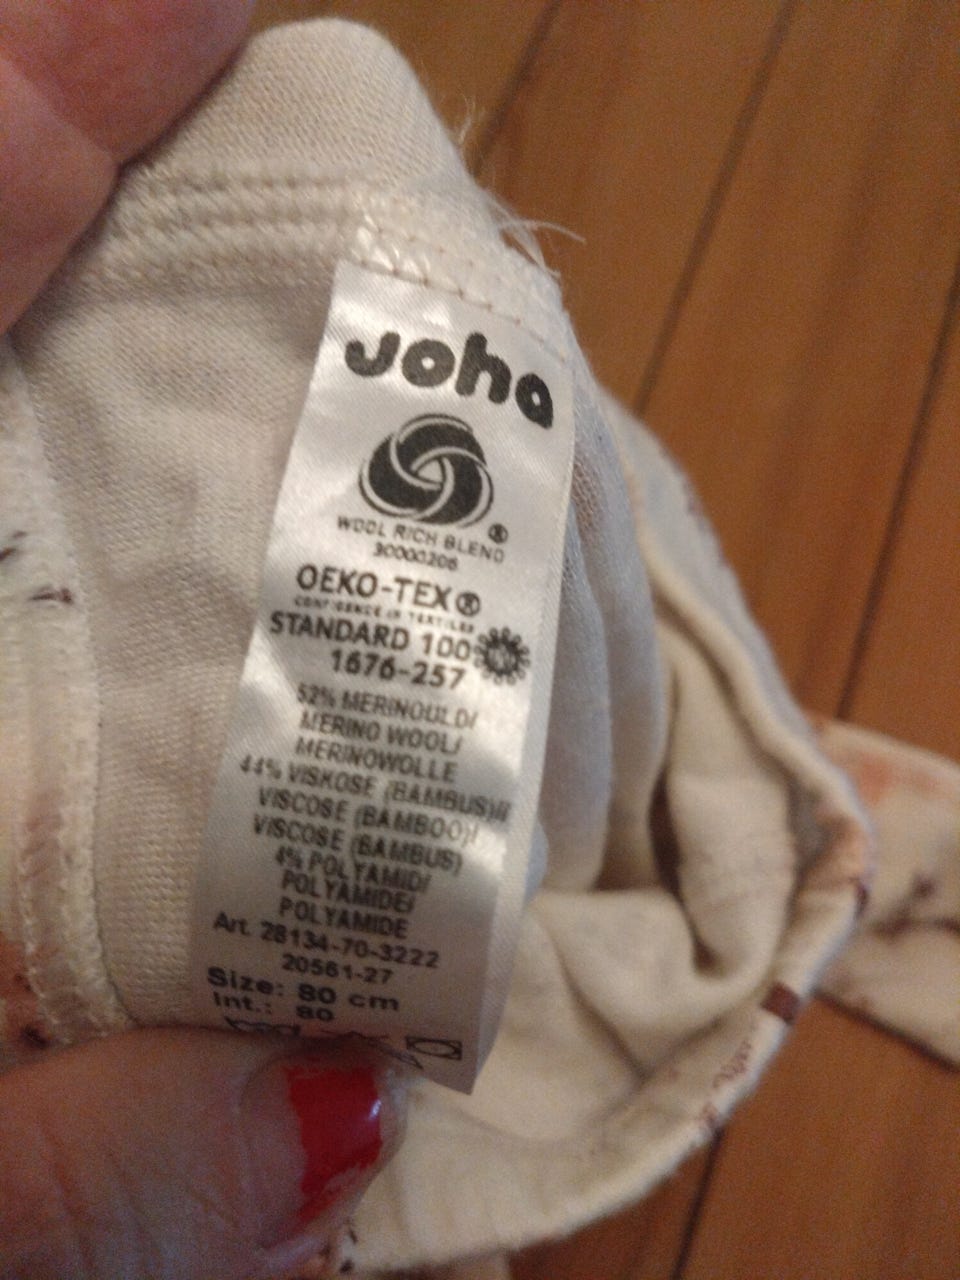 Joha
WOOL RICH BLEND ®
30000206
OEKO-TEX®
CONFIDENCE IN TEXTILES
STANDARD 100
1676-257
52% MERINOULD/
MERINO WOOL/
MERINOWOLLE
44% VISKOSE (BAMBUS)//
VISCOSE (BAMBOO)/
VISCOSE (BAMBUS)
4% POLYAMID/
POLYAMIDE/
POLYAMIDE
Art. 28134-70-3222
20561-27
Size: 80 cm
Int.: 80